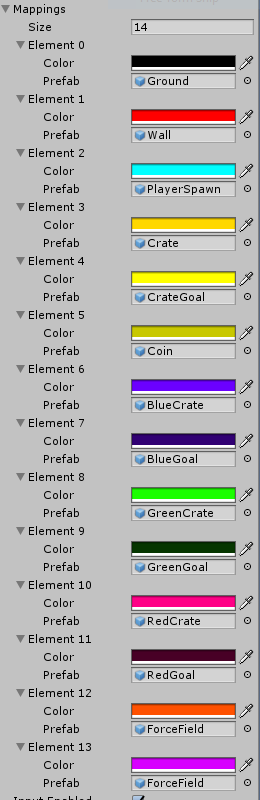 Mappings
Size 14
Element 0
Color
Prefab Ground
Element 1
Color
Prefab Wall
Element 2
Color
Prefab PlayerSpawn
Element 3
Color
Prefab Crate
Element 4
Color
Prefab CrateGoal
Element 5
Color
Prefab Coin
Element 6
Color
Prefab BlueCrate
Element 7
Color
Prefab BlueGoal
Element 8
Color
Prefab GreenCrate
Element 9
Color
Prefab GreenGoal
Element 10
Color
Prefab RedCrate
Element 11
Color
Prefab RedGoal
Element 12
Color
Prefab ForceField
Element 13
Color
Prefab ForceField
Input Enabled